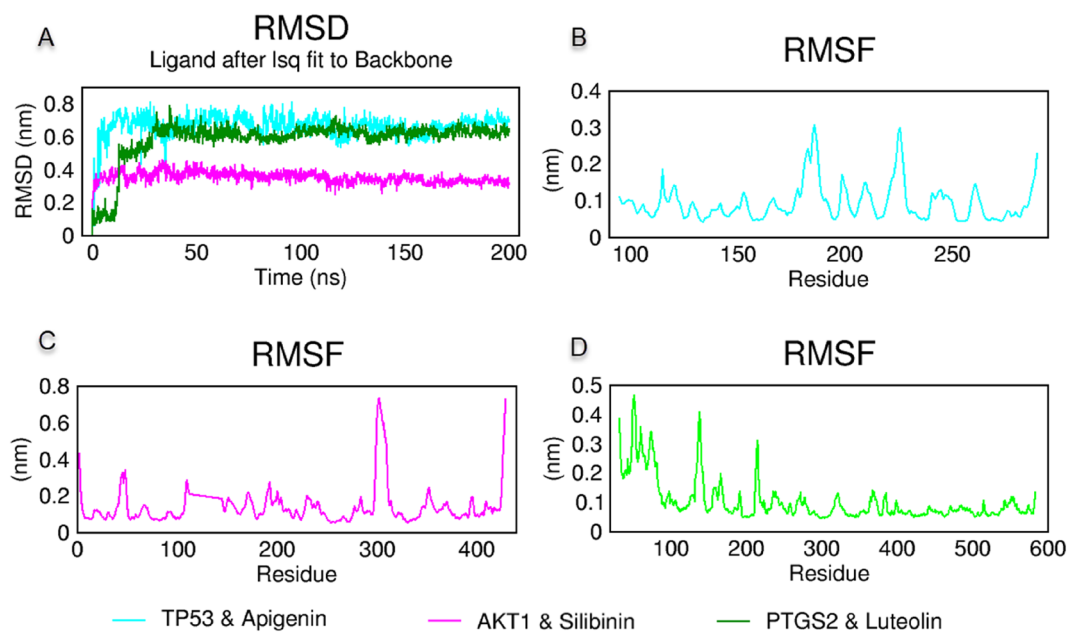 A
RMSD
Ligand after lsq fit to Backbone
RMSD (nm)
0.8
0.6
0.4
0.2
0
0 50 100 150 200
Time (ns)
B
RMSF
(nm)
0.4
0.3
0.2
0.1
0
100 150 200 250
Residue
C
RMSF
(nm)
0.8
0.6
0.4
0.2
0
0 100 200 300 400
Residue
D
RMSF
(nm)
0.5
0.4
0.3
0.2
0.1
0
100 200 300 400 500 600
Residue
TP53 & Apigenin AKT1 & Silibinin PTGS2 & Luteolin